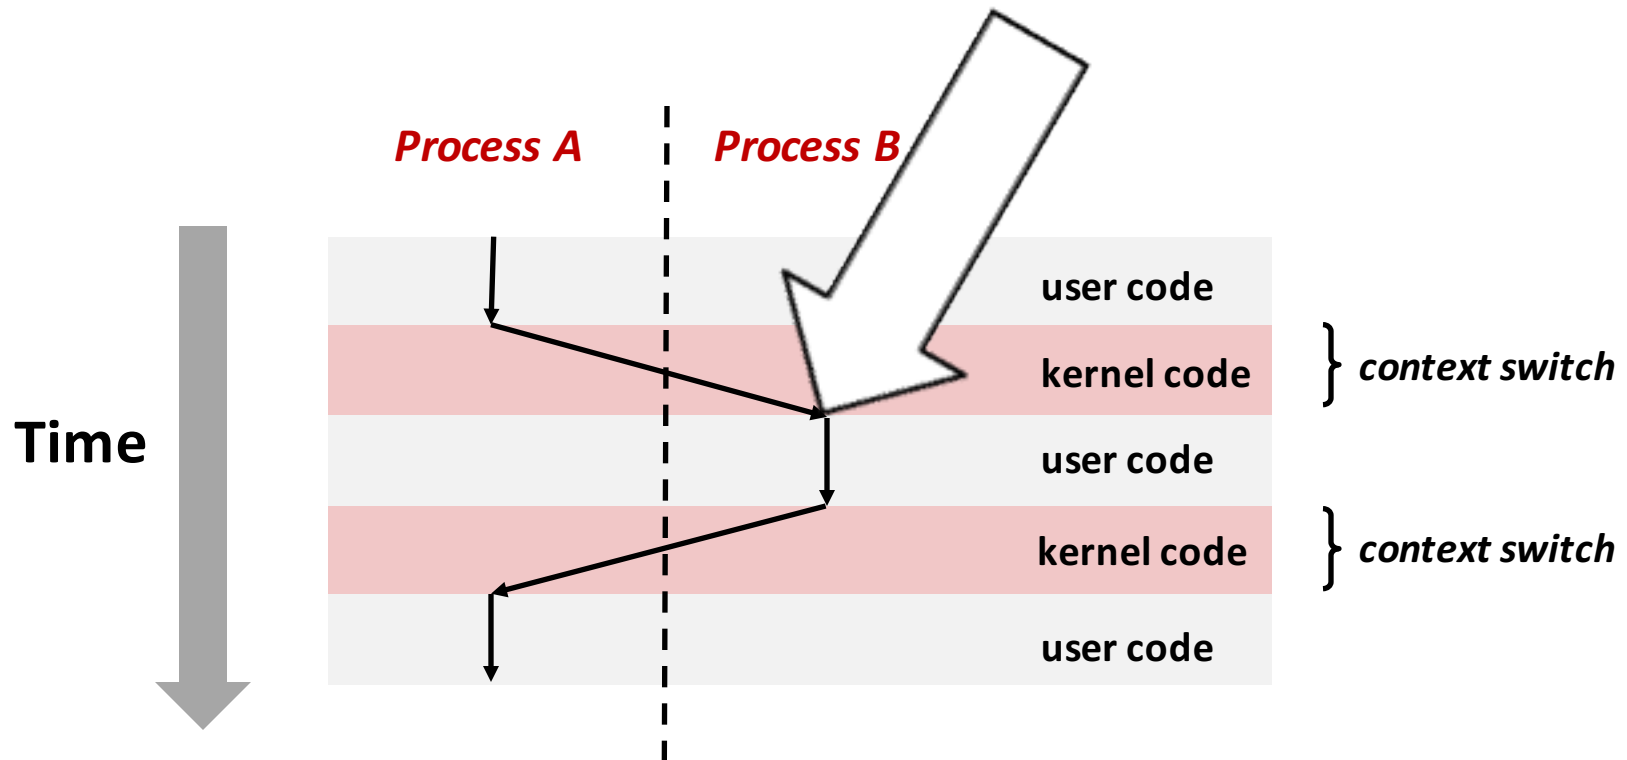 Process A
Process B
user code
kernel code
context switch
Time
user code
kernel code
context switch
user code